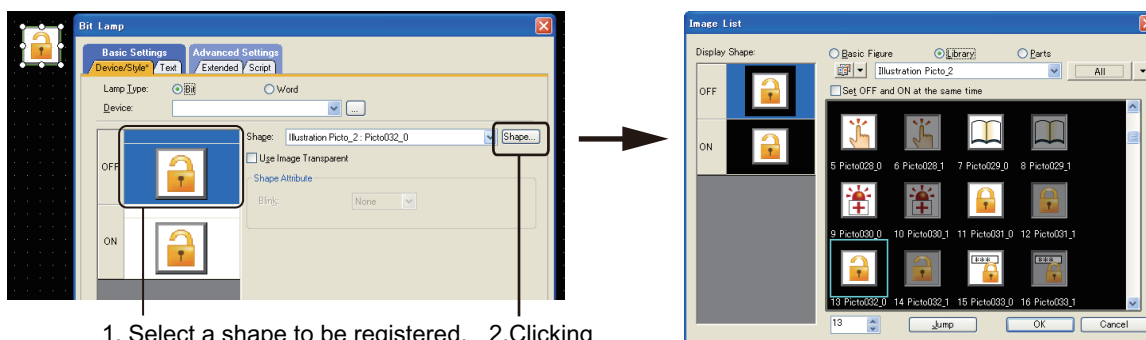 Bit Lamp
Basic Settings Advanced Settings
Device/Style* Text Extended Script
Lamp Type: Bit Word
Device: ...
OFF
ON
Shape: Illustration Picto_2 : Picto032_0 Shape...
Use Image Transparent
Shape Attribute
Blink: None
1. Select a shape to be registered. 2.Clicking
Image List
Display Shape:
OFF
ON
Basic Figure Library Parts
Illustration Picto_2 All
Set OFF and ON at the same time
5 Picto028_0 6 Picto028_1 7 Picto029_0 8 Picto029_1
9 Picto030_0 10 Picto030_1 11 Picto031_0 12 Picto031_1
***
***
13 Picto032_0 14 Picto032_1 15 Picto033_0 16 Picto033_1
13 Jump OK Cancel